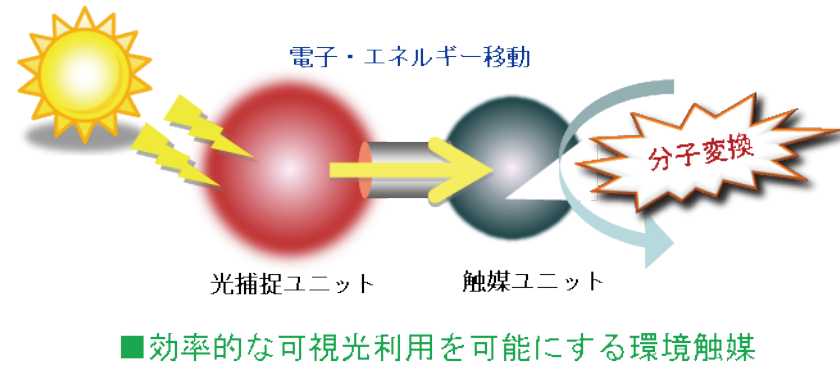 電子・エネルギー移動
分子変換
光捕捉ユニット
触媒ユニット
■効率的な可視光利用を可能にする環境触媒